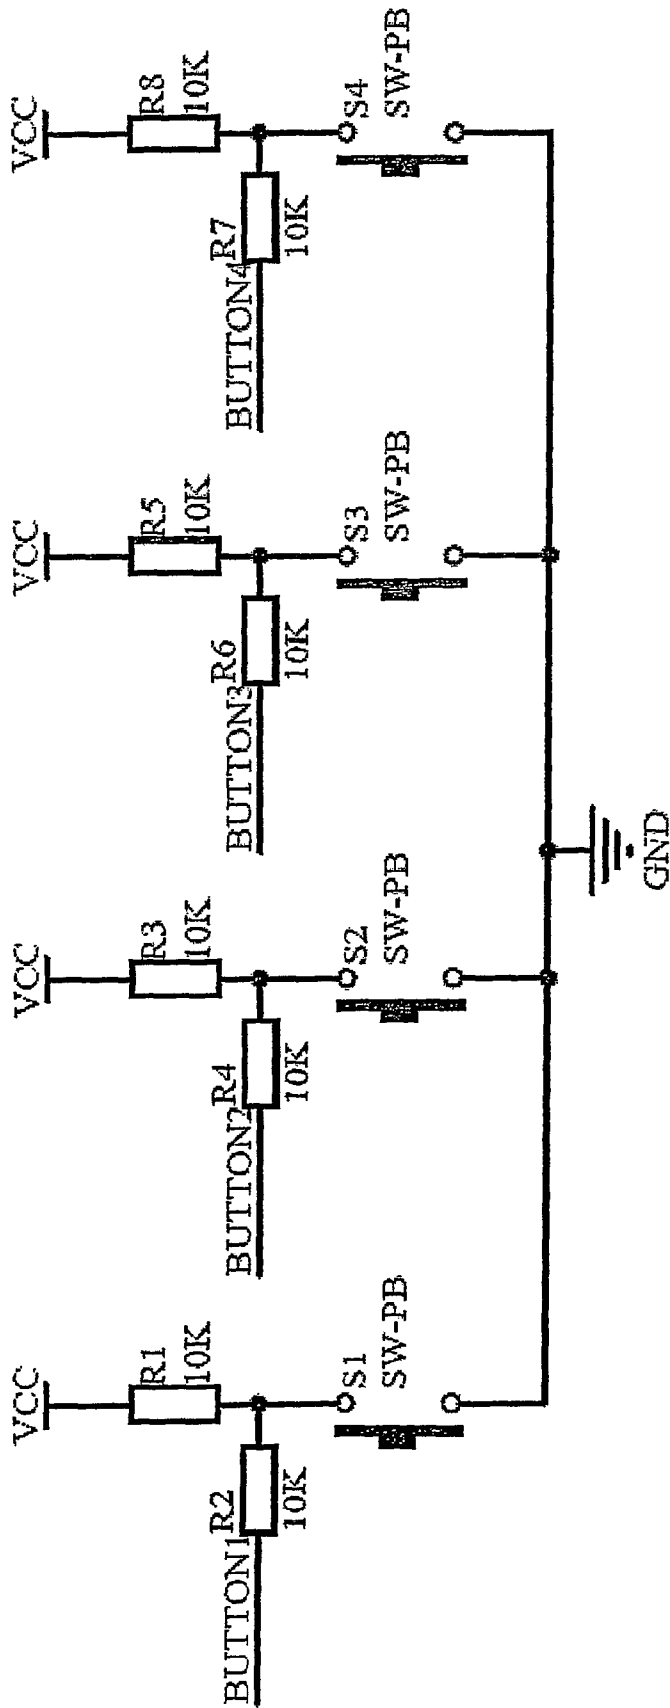 VCC
R1
10K
R2
10K
BUTTON1
S1
SW-PB
VCC
R3
10K
R4
10K
BUTTON2
S2
SW-PB
VCC
R5
10K
R6
10K
BUTTON3
S3
SW-PB
VCC
R8
10K
R7
10K
BUTTON4
S4
SW-PB
GND